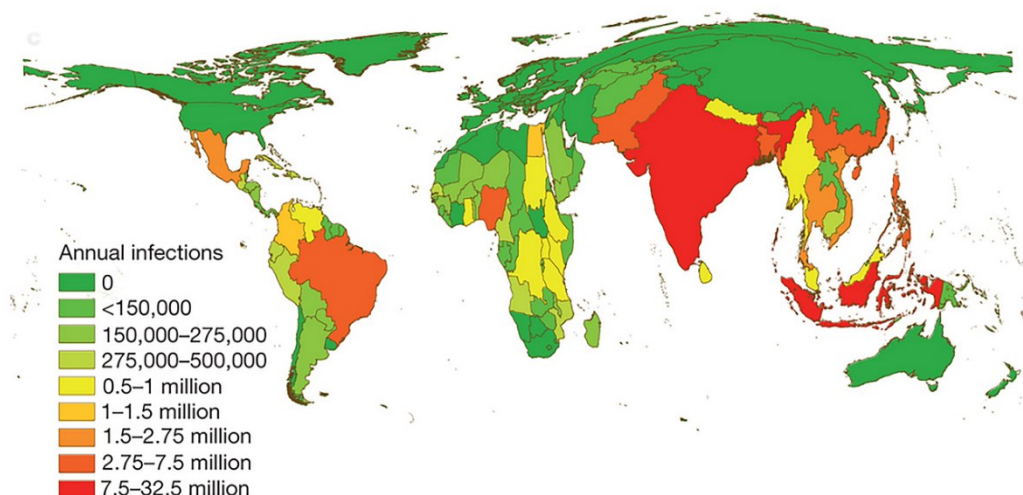 c
Annual infections
0
<150,000
150,000–275,000
275,000–500,000
0.5–1 million
1–1.5 million
1.5–2.75 million
2.75–7.5 million
7.5–32.5 million